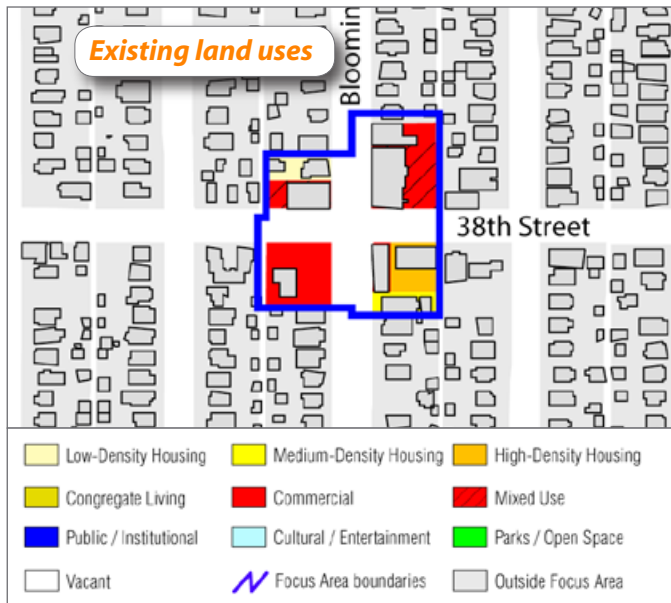 Existing land uses
Bloomin
38th Street
Low-Density Housing
Medium-Density Housing
High-Density Housing
Congregate Living
Commercial
Mixed Use
Public / Institutional
Cultural / Entertainment
Parks / Open Space
Vacant
Focus Area boundaries
Outside Focus Area